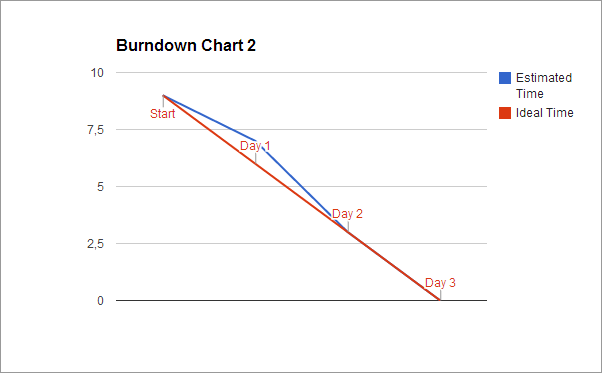 Burndown Chart 2
10
7,5
5
2,5
0
Start
Day 1
Day 2
Day 3
Estimated
Time
Ideal Time